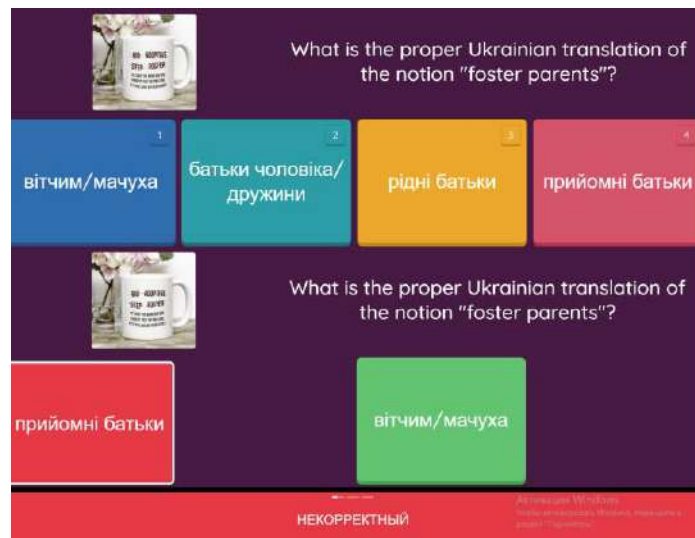 What is the proper Ukrainian translation of
the notion "foster parents"?
1
2
3
4
вітчим/мачуха
батьки чоловіка/
дружини
рідні батьки
прийомні батьки
What is the proper Ukrainian translation of
the notion "foster parents"?
прийомні батьки
вітчим/мачуха
Активация Windows
НЕКОРРЕКТНЫЙ